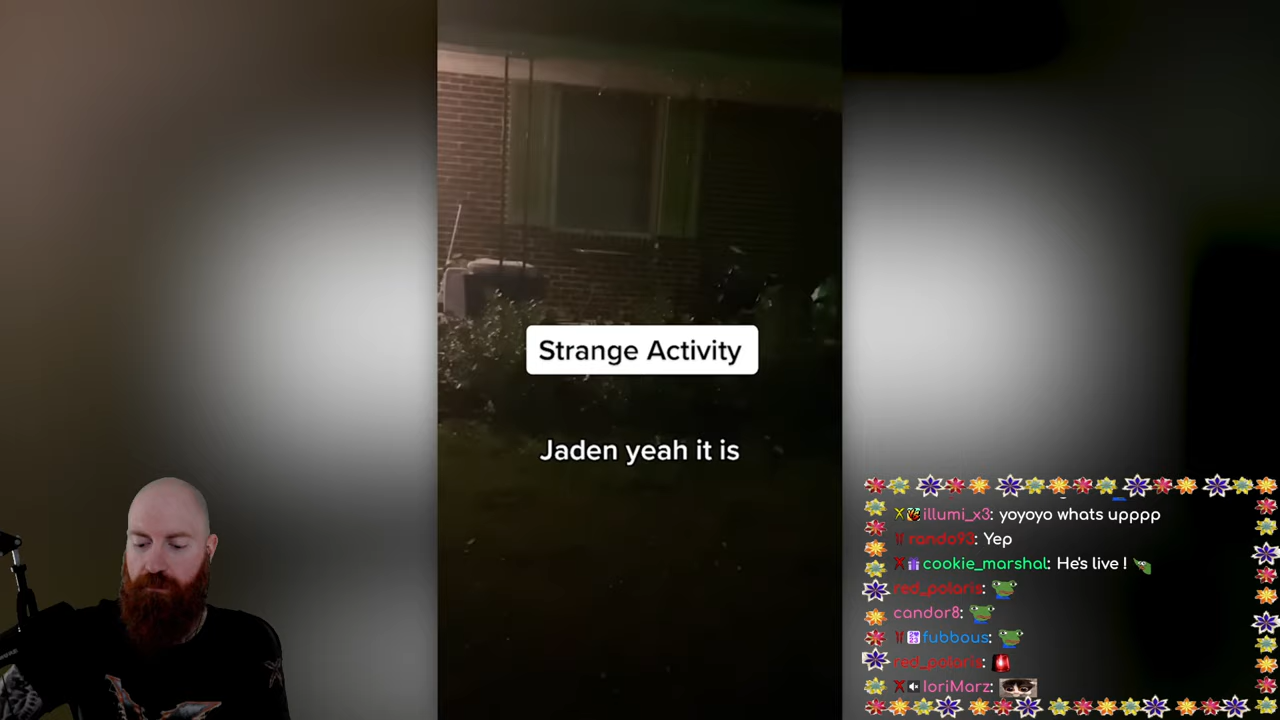 Strange Activity
Jaden yeah it is
illumi_x3: yoyoyo whats upppp
rando93: Yep
cookie_marshal: He's live !
red_polaris:
candor8:
fubbous:
red_polaris:
loriMarz: